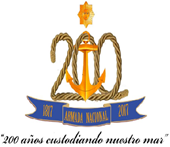 200
1817 ARMADA NACIONAL 2017
"200 años custodiando nuestro mar"